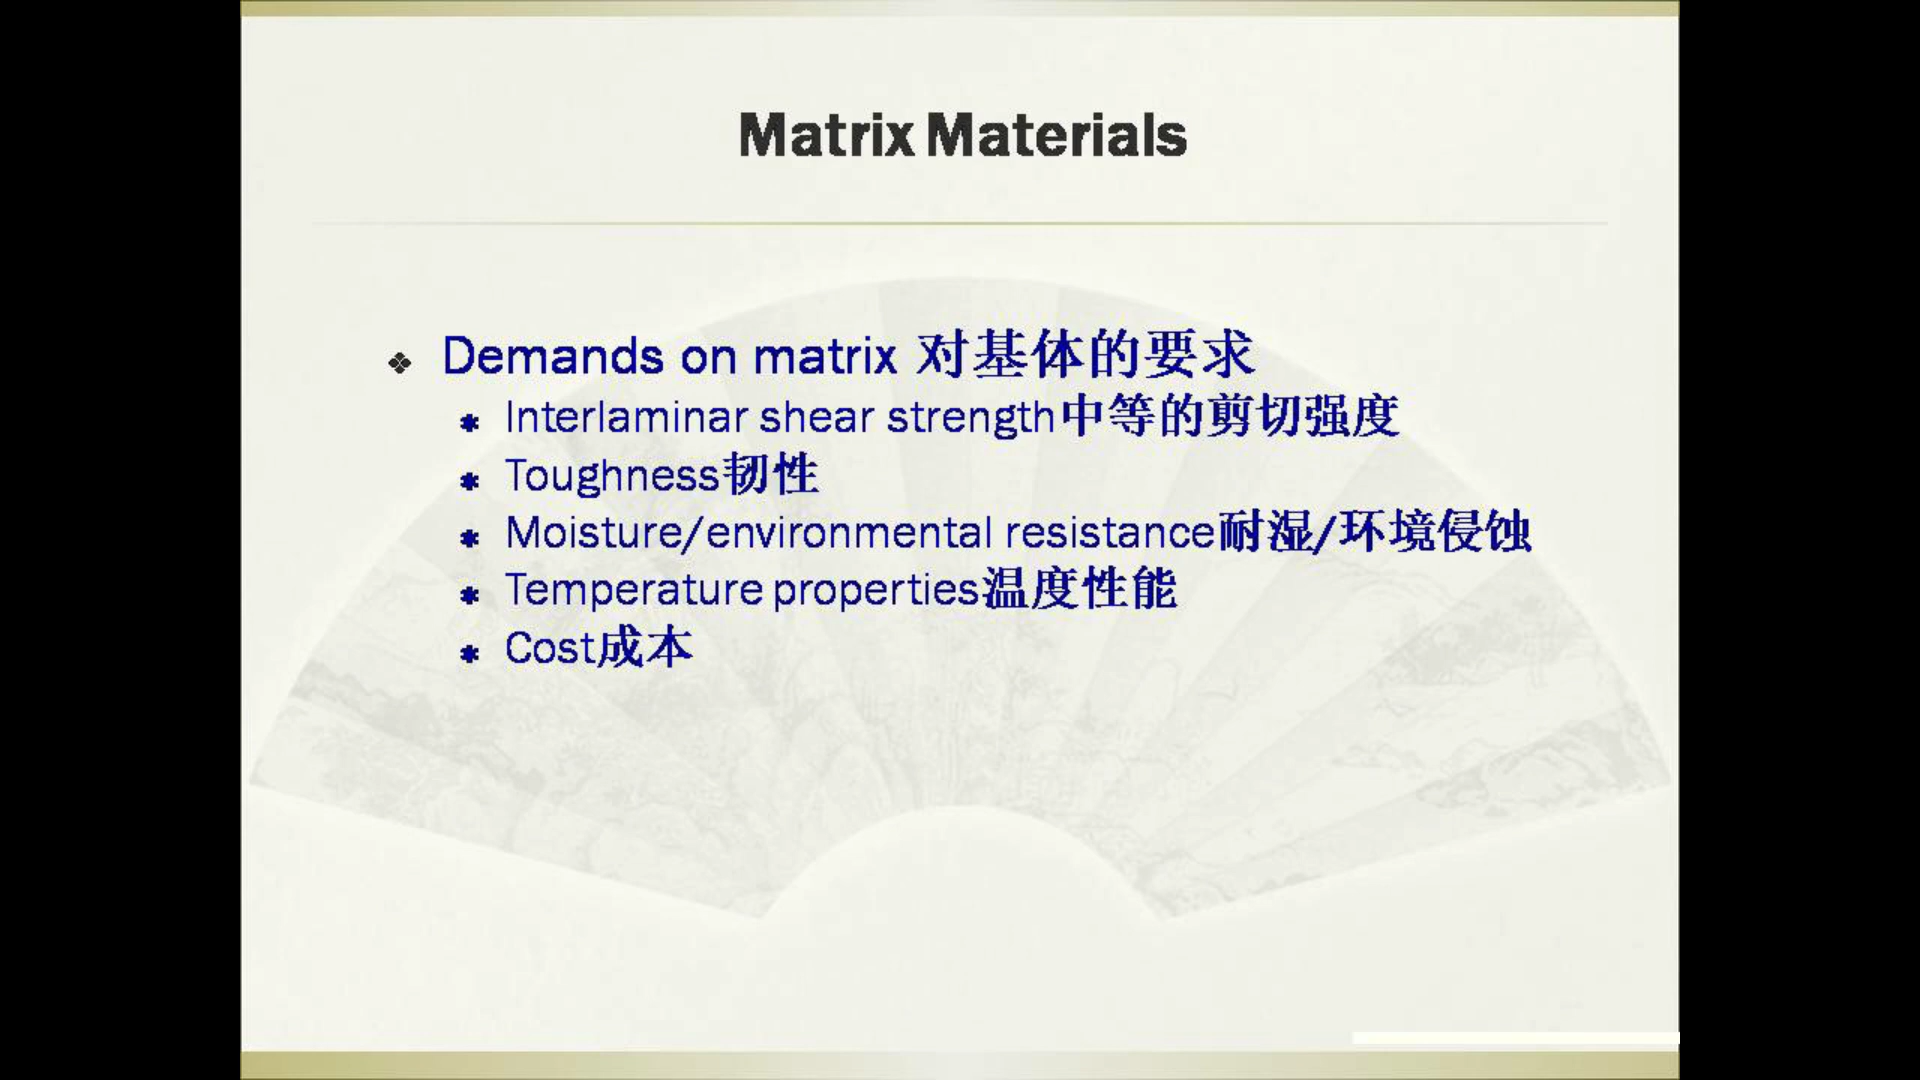 Matrix Materials
Demands on matrix 对基体的要求
Interlaminar shear strength中等的剪切强度
Toughness韧性
Moisture/environmental resistance耐湿/环境侵蚀
Temperature properties温度性能
Cost成本